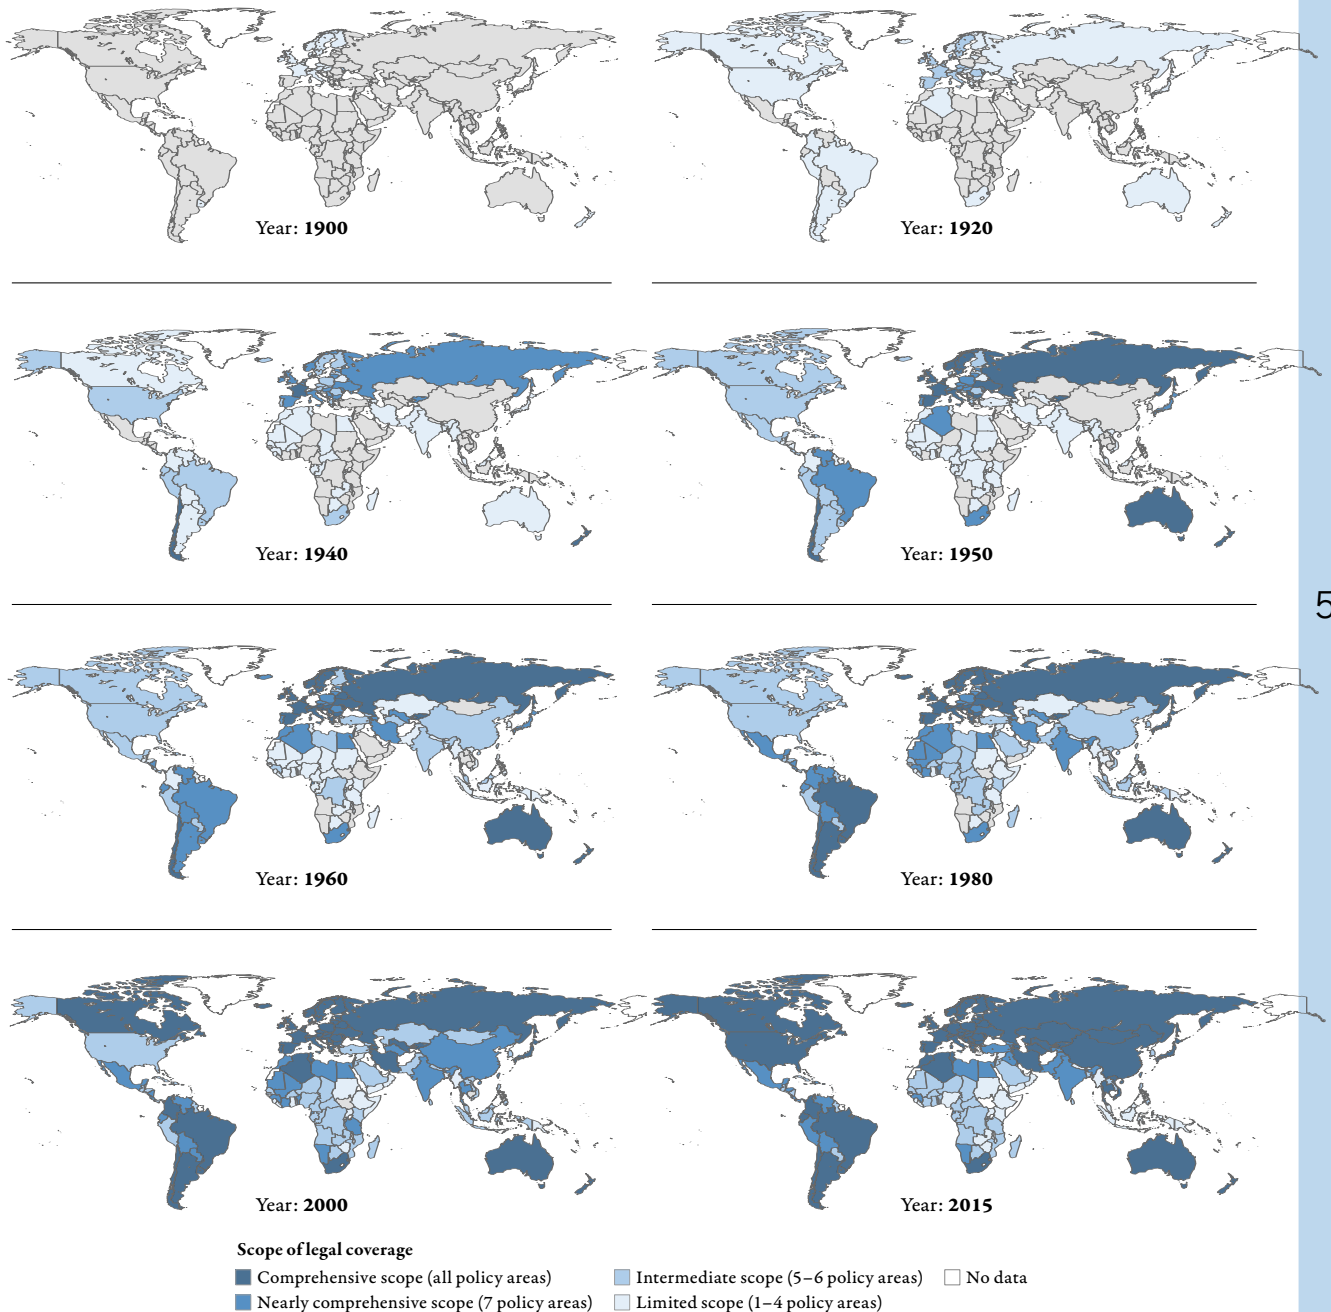 Year: 1900
Year: 1920
Year: 1940
Year: 1950
5
Year: 1960
Year: 1980
Year: 2000
Year: 2015
Scope of legal coverage
Comprehensive scope (all policy areas)
Intermediate scope (5–6 policy areas)
No data
Nearly comprehensive scope (7 policy areas)
Limited scope (1–4 policy areas)